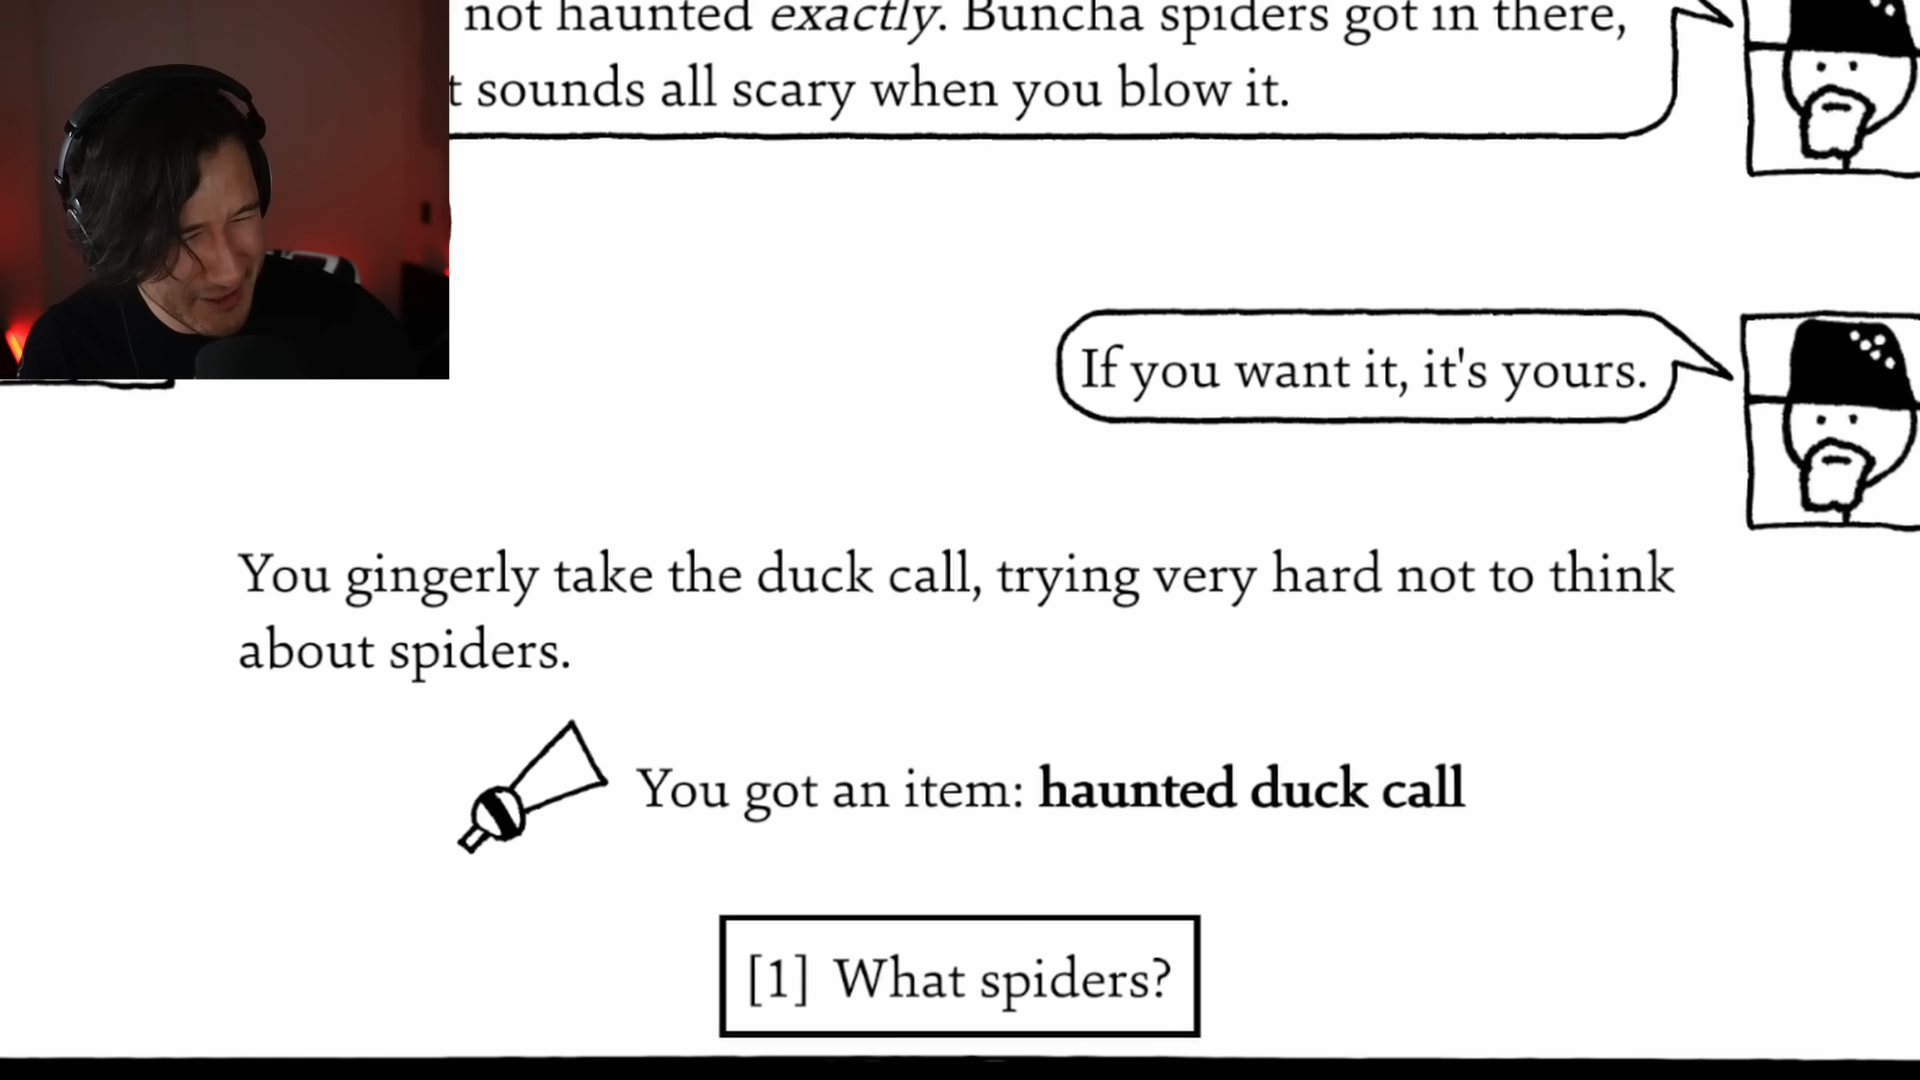 not haunted exactly. Buncha spiders got in there,
t sounds all scary when you blow it.
If you want it, it's yours.
You gingerly take the duck call, trying very hard not to think
about spiders.
You got an item: haunted duck call
[1] What spiders?